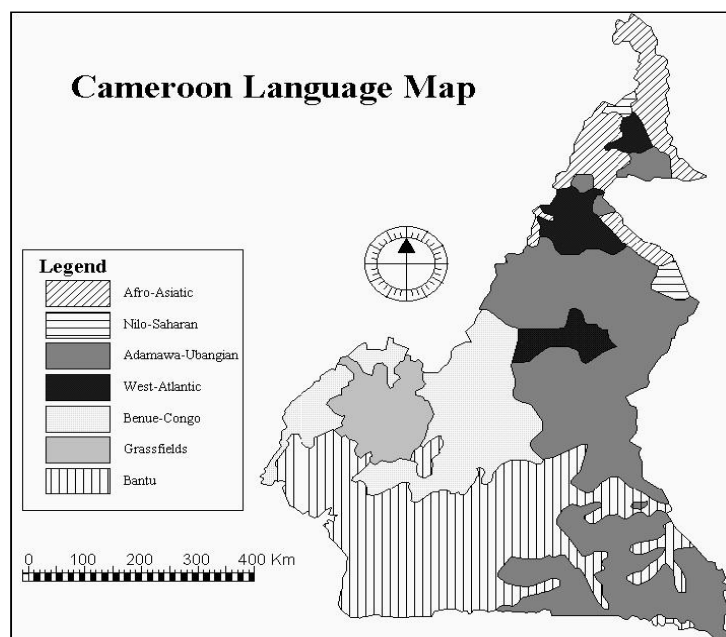 Cameroon Language Map
Legend
Afro-Asiatic
Nilo-Saharan
Adamawa-Ubangian
West-Atlantic
Benue-Congo
Grassfields
Bantu
0 100 200 300 400 Km